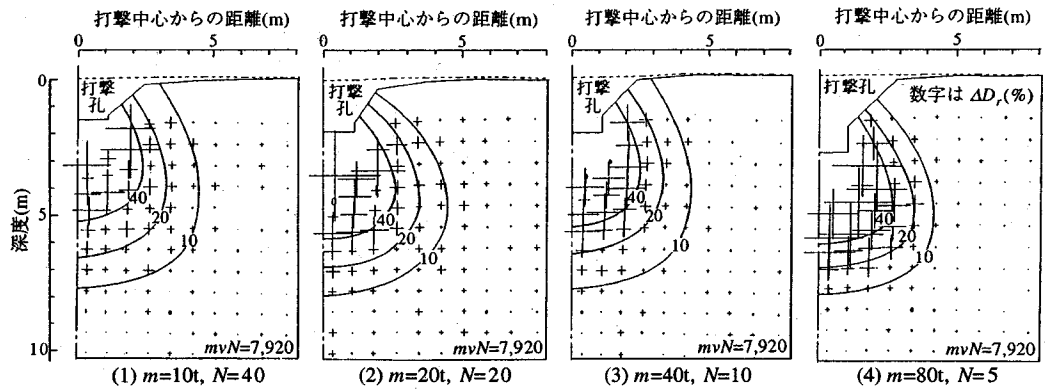 打撃中心からの距離(m)
0 5
打撃中心からの距離(m)
0 5
打撃中心からの距離(m)
0 5
打撃中心からの距離(m)
0 5
深度(m)
0
5
10
打撃
孔
40
20
10
mvN=7,920
(1) m=10t, N=40
打撃
孔
40
20
10
mvN=7,920
(2) m=20t, N=20
打撃
孔
40
20
10
mvN=7,920
(3) m=40t, N=10
打撃孔
数字は ΔDr(%)
40
20
10
mvN=7,920
(4) m=80t, N=5